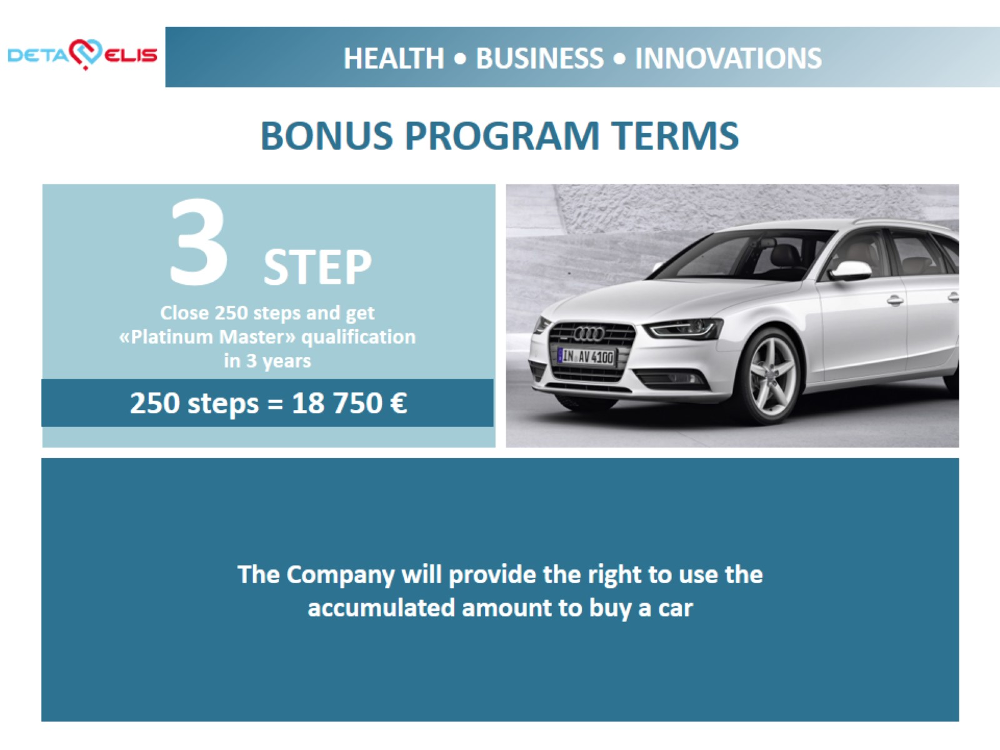 DETA ELIS
HEALTH • BUSINESS • INNOVATIONS
BONUS PROGRAM TERMS
3 STEP
Close 250 steps and get
«Platinum Master» qualification
in 3 years
250 steps = 18 750 €
IN AV 4100
The Company will provide the right to use the
accumulated amount to buy a car